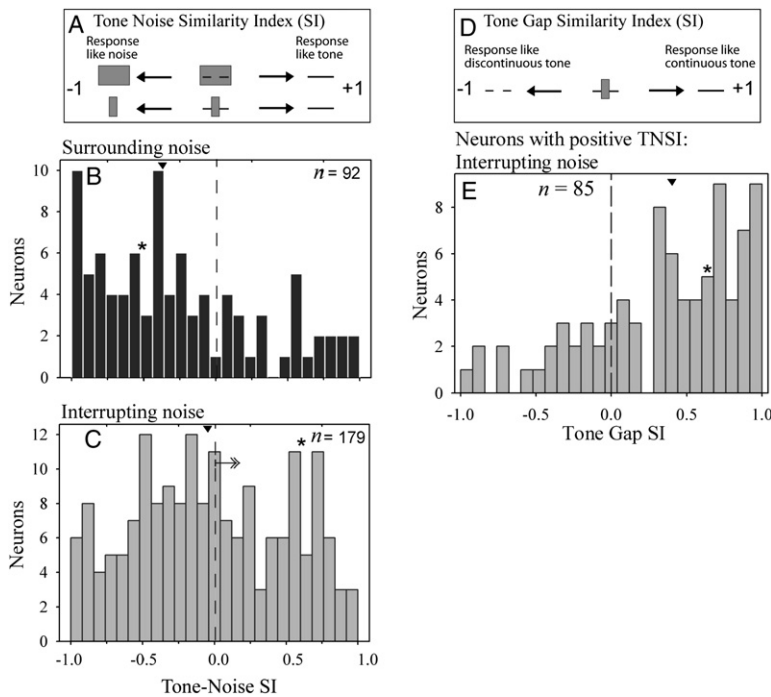 A Tone Noise Similarity Index (SI)
Response like noise
Response like tone
-1
+1
Surrounding noise
B
n = 92
*
Neurons
10
8
6
4
2
0
Interrupting noise
C
n = 179
*
Neurons
12
10
8
6
4
2
0
-1.0 -0.5 0.0 0.5 1.0
Tone-Noise SI
D Tone Gap Similarity Index (SI)
Response like discontinuous tone
Response like continuous tone
-1
+1
Neurons with positive TNSI:
Interrupting noise
E
n = 85
*
Neurons
10
8
6
4
2
0
-1.0 -0.5 0.0 0.5 1.0
Tone Gap SI